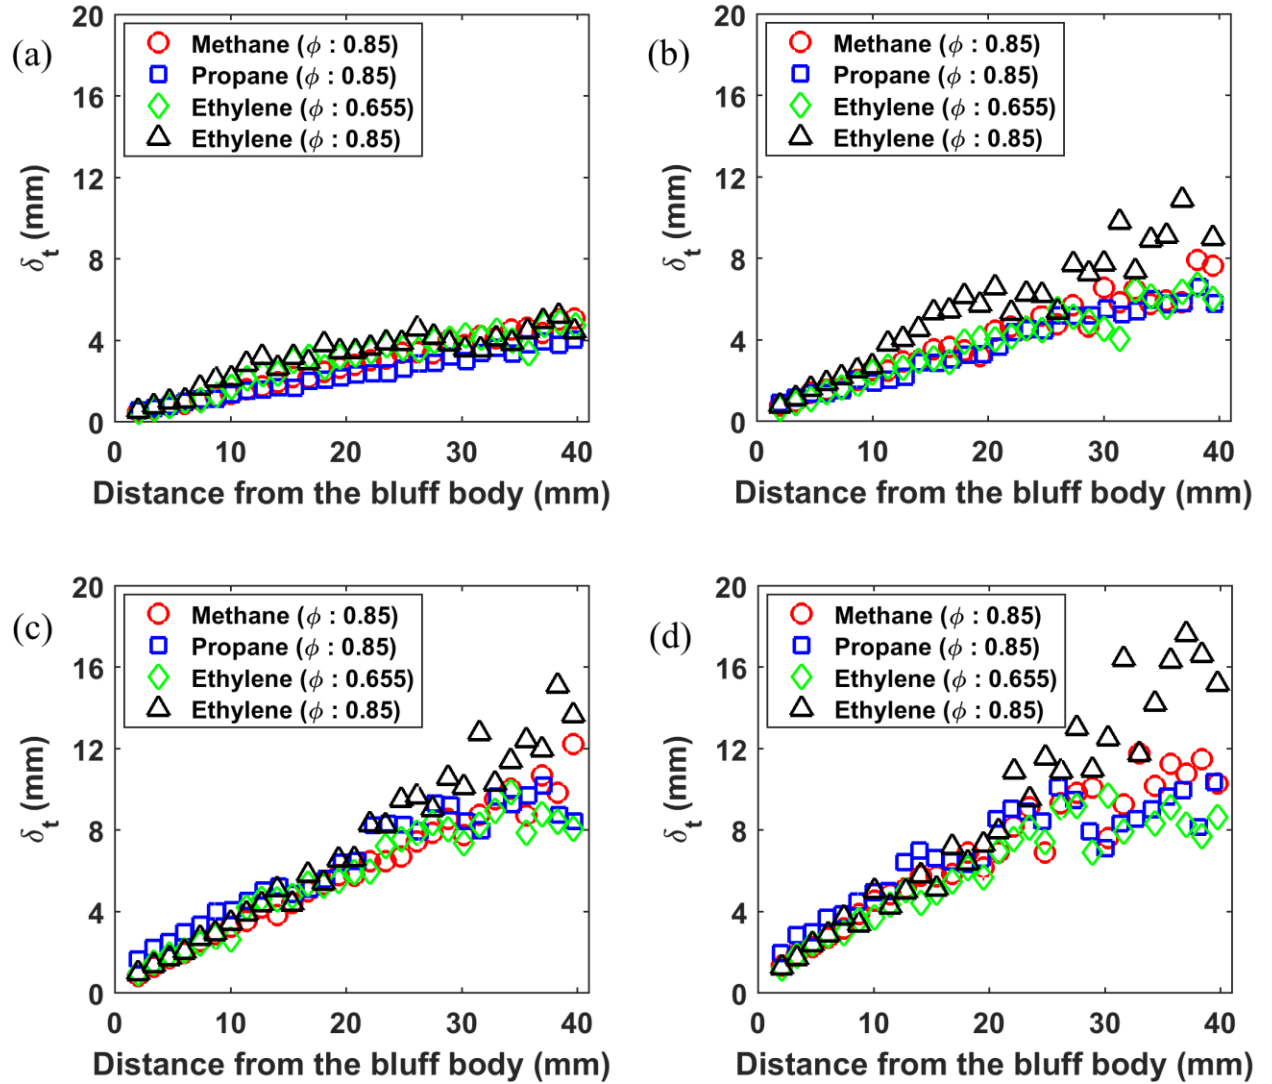 (a)
20
16
12
8
4
0
δt (mm)
Methane (ϕ : 0.85)
Propane (ϕ : 0.85)
Ethylene (ϕ : 0.655)
Ethylene (ϕ : 0.85)
0 10 20 30 40
Distance from the bluff body (mm)
(b)
20
16
12
8
4
0
δt (mm)
Methane (ϕ : 0.85)
Propane (ϕ : 0.85)
Ethylene (ϕ : 0.655)
Ethylene (ϕ : 0.85)
0 10 20 30 40
Distance from the bluff body (mm)
(c)
20
16
12
8
4
0
δt (mm)
Methane (ϕ : 0.85)
Propane (ϕ : 0.85)
Ethylene (ϕ : 0.655)
Ethylene (ϕ : 0.85)
0 10 20 30 40
Distance from the bluff body (mm)
(d)
20
16
12
8
4
0
δt (mm)
Methane (ϕ : 0.85)
Propane (ϕ : 0.85)
Ethylene (ϕ : 0.655)
Ethylene (ϕ : 0.85)
0 10 20 30 40
Distance from the bluff body (mm)